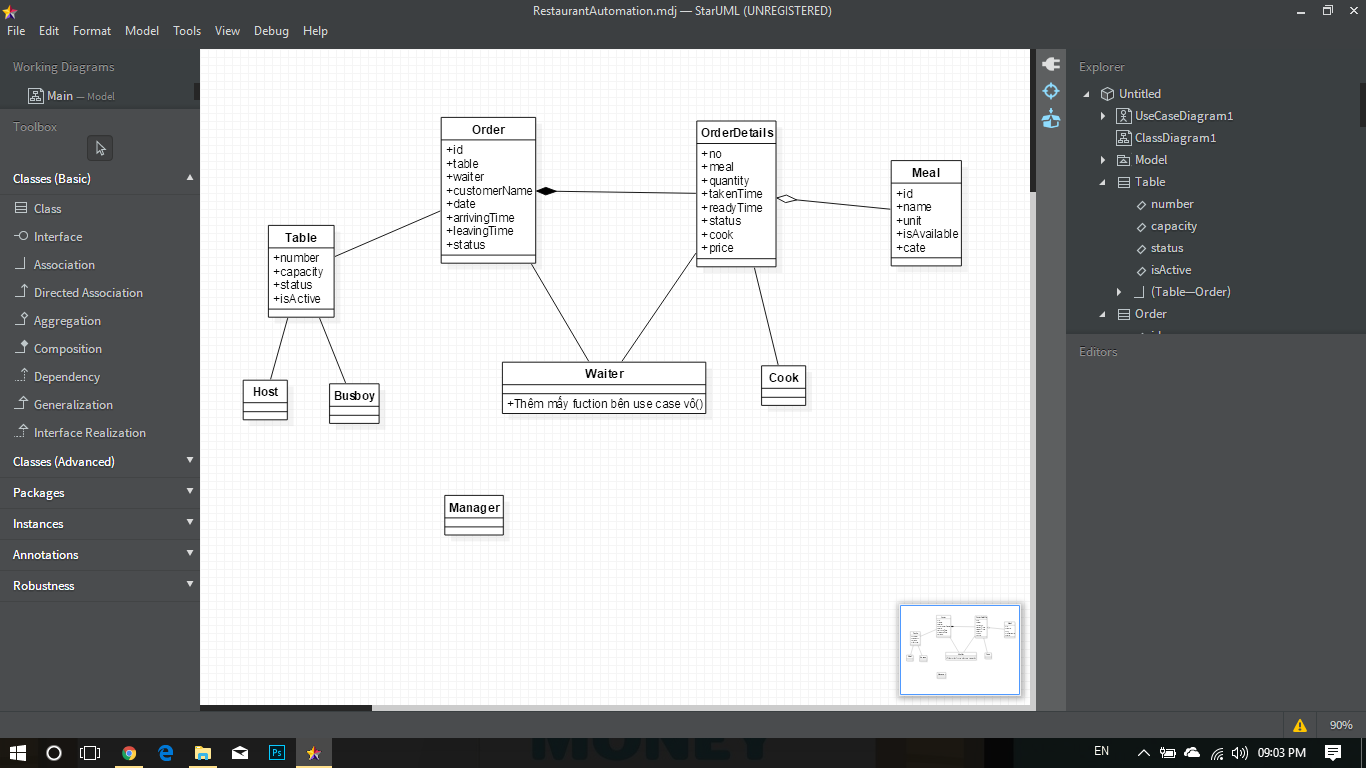 RestaurantAutomation.mdj — StarUML (UNREGISTERED)
File Edit Format Model Tools View Debug Help
Working Diagrams
Main — Model
Toolbox
Classes (Basic)
Class
Interface
Association
Directed Association
Aggregation
Composition
Dependency
Generalization
Interface Realization
Classes (Advanced)
Packages
Instances
Annotations
Robustness
Order
+id
+table
+waiter
+customerName
+date
+arrivingTime
+leavingTime
+status
OrderDetails
+no
+meal
+quantity
+takenTime
+readyTime
+status
+cook
+price
Meal
+id
+name
+unit
+isAvailable
+cate
Table
+number
+capacity
+status
+isActive
Host
Busboy
Waiter
+Thêm mấy fuction bên use case vô()
Cook
Manager
Explorer
Untitled
UseCaseDiagram1
ClassDiagram1
Model
Table
number
capacity
status
isActive
(Table—Order)
Order
Editors
90%
MONEY
Ps
EN
09:03 PM